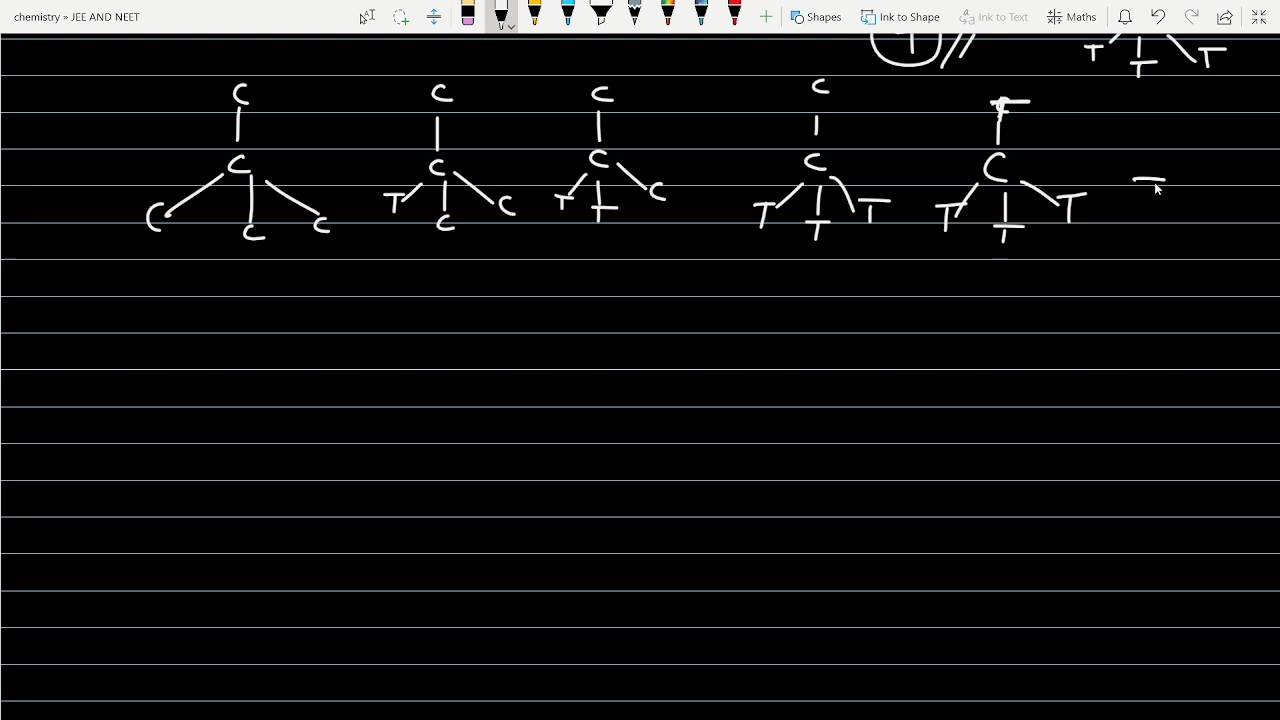 chemistry » JEE AND NEET
Shapes Ink to Shape Ink to Text Maths
T T T
C C C C T
C C C C C
C C C T C C T T C T T T T T T